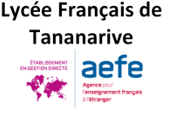 Lycée Français de
Tananarive
ÉTABLISSEMENT
EN GESTION DIRECTE
aefe
Agence pour
l'enseignement français
à l'étranger